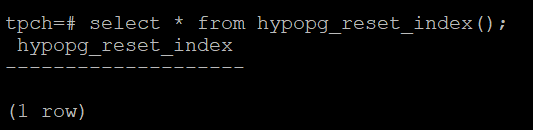 tpch=# select * from hypopg_reset_index();
 hypopg_reset_index
--------------------

(1 row)